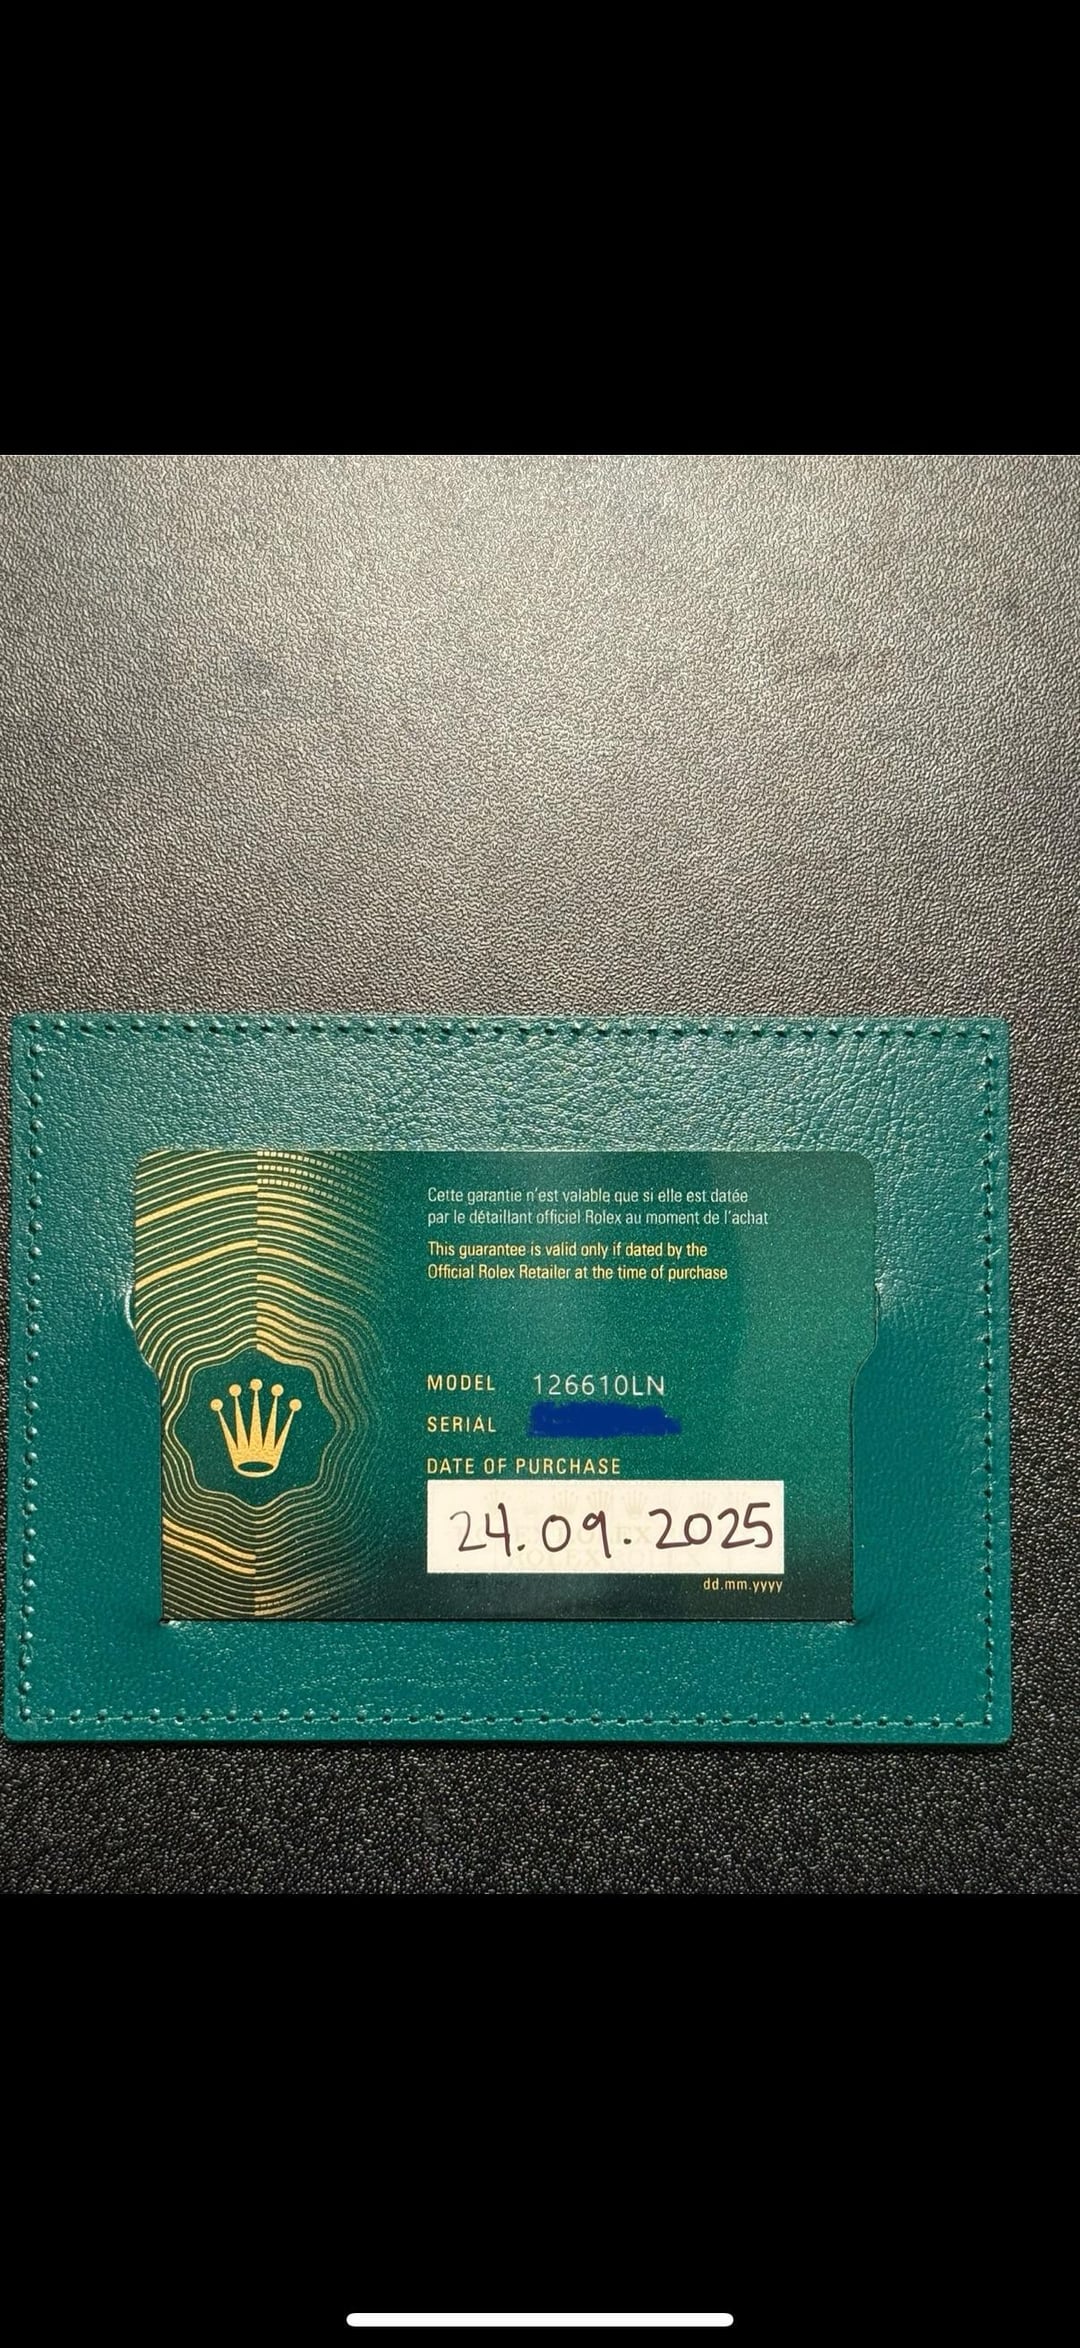 Cette garantie n'est valable que si elle est datée
par le détaillant officiel Rolex au moment de l'achat
This guarantee is valid only if dated by the
Official Rolex Retailer at the time of purchase
MODEL 126610LN
SERIAL
DATE OF PURCHASE
24.09.2025
dd.mm.yyyy